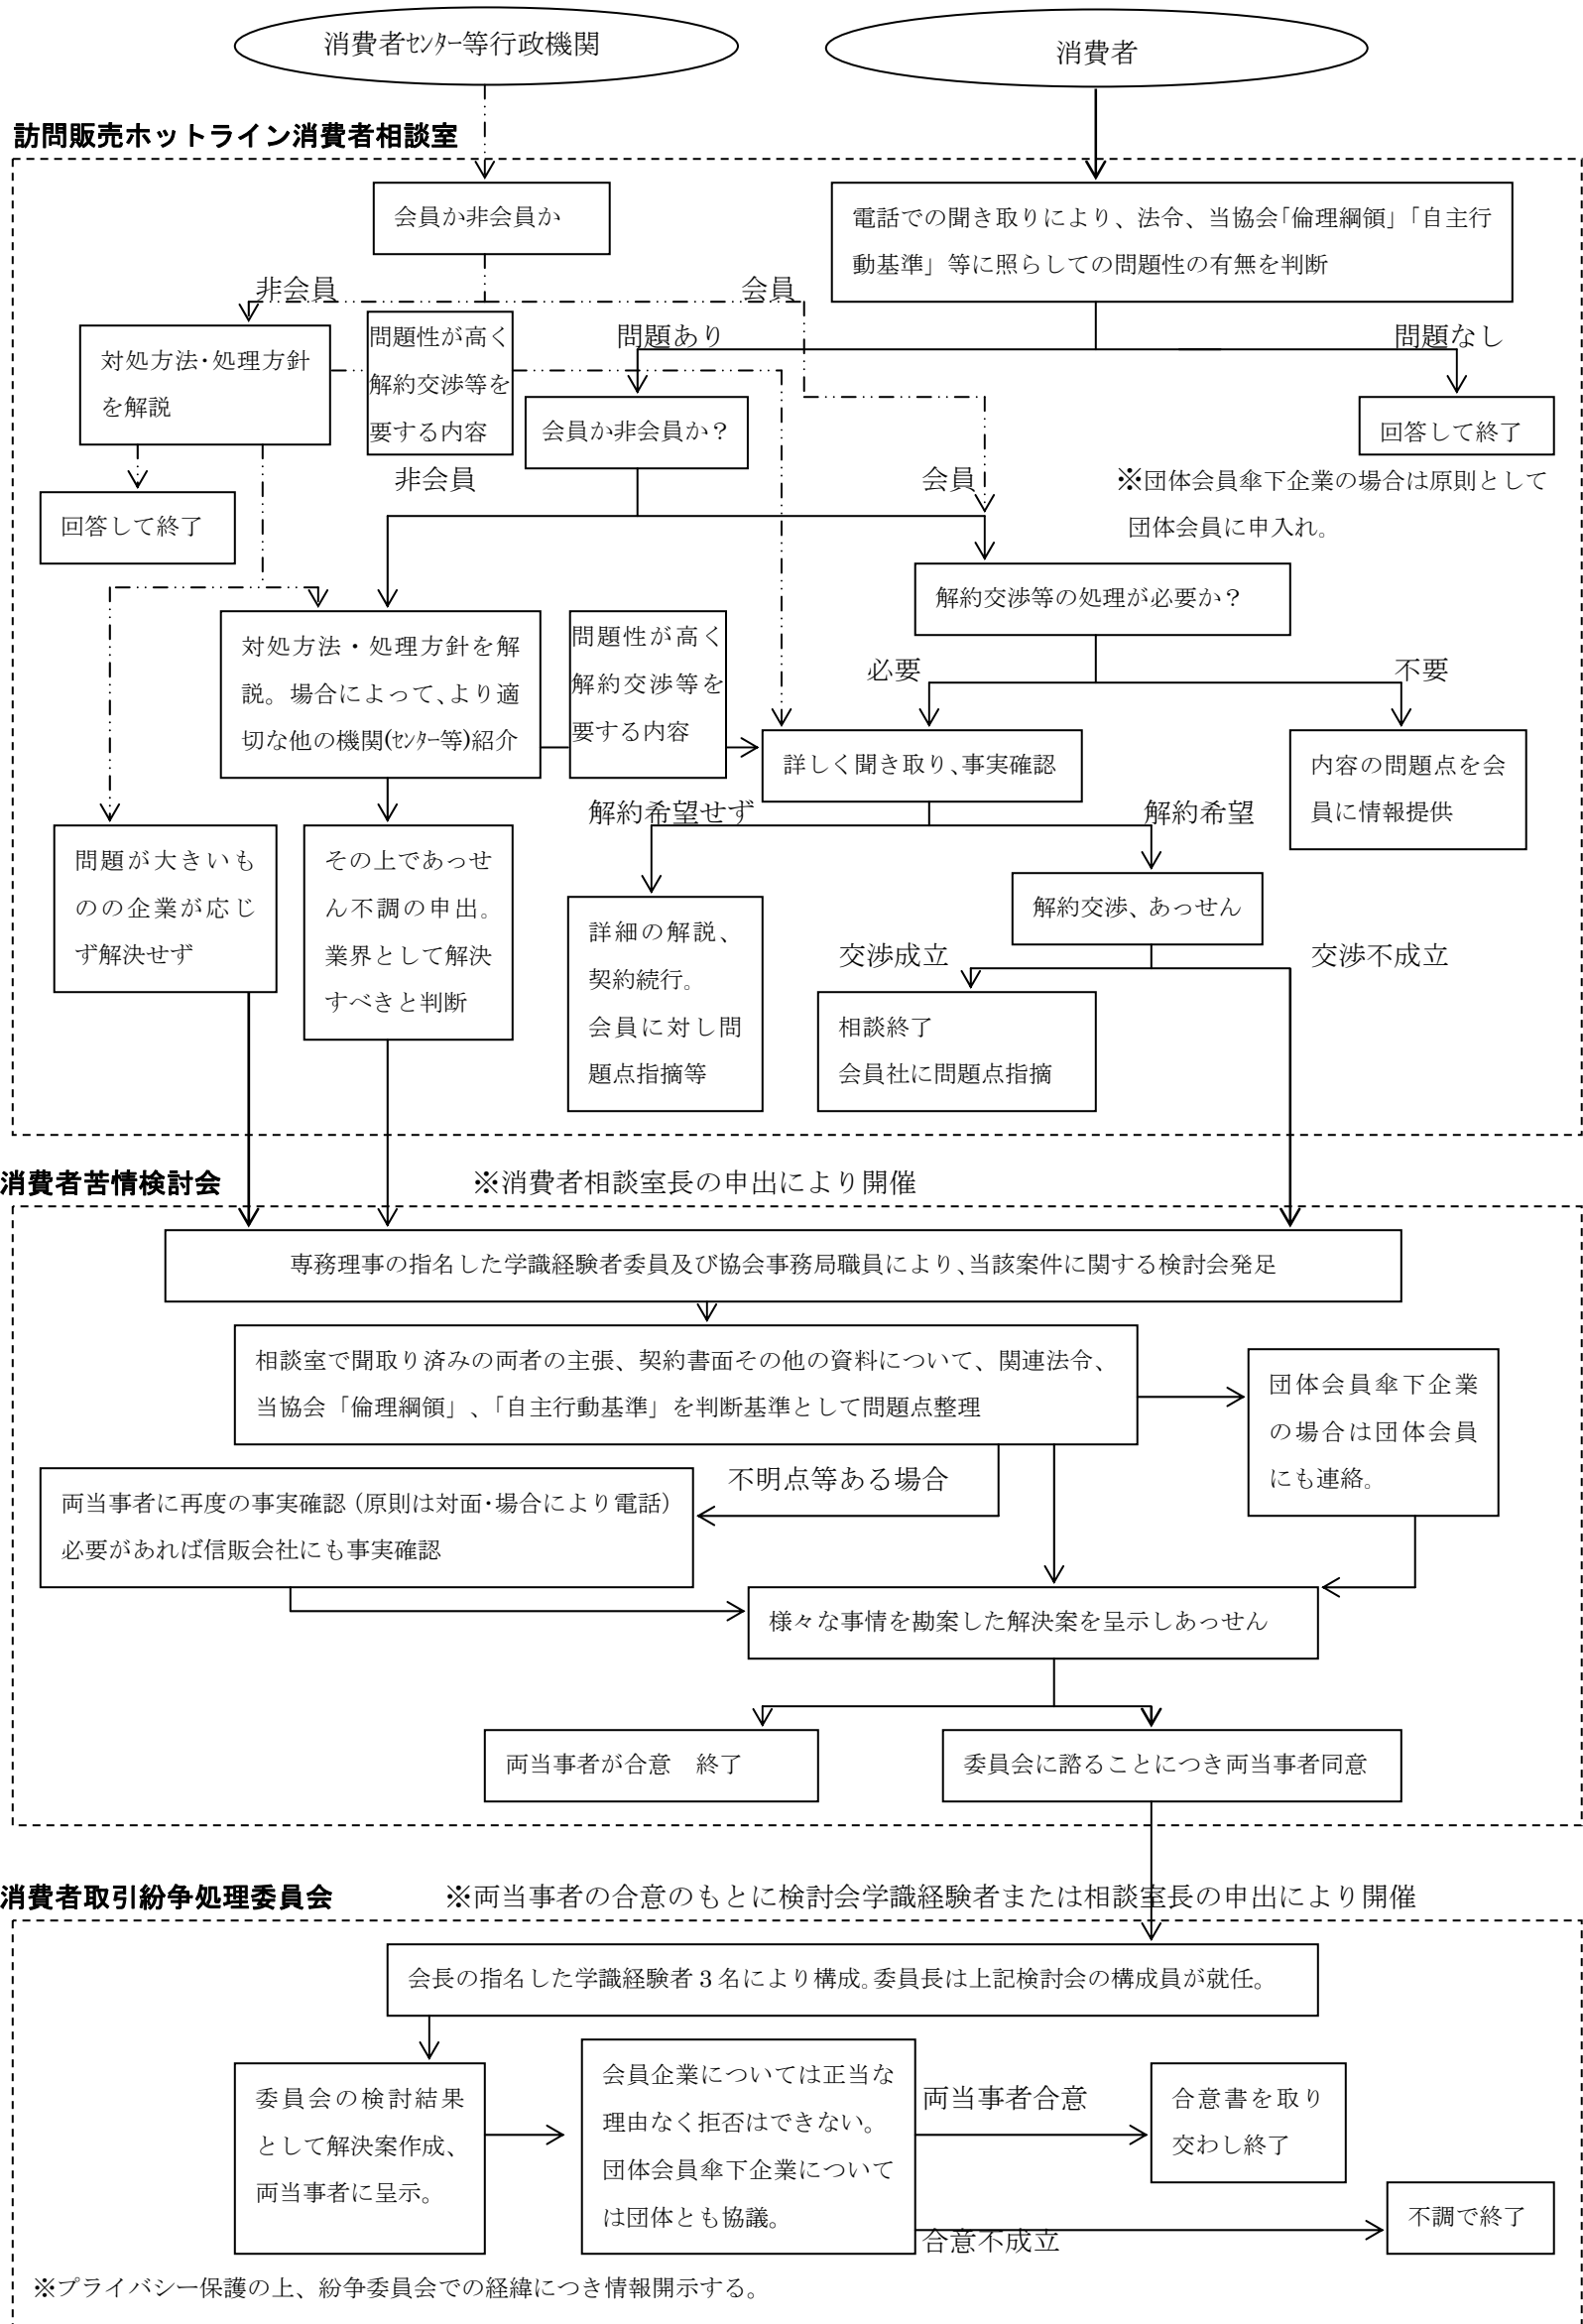 消費者ｾﾝﾀｰ等行政機関
消費者
訪問販売ホットライン消費者相談室
会員か非会員か
電話での聞き取りにより、法令、当協会｢倫理綱領」「自主行
動基準」等に照らしての問題性の有無を判断
非会員
会員
対処方法･処理方針
を解説
問題性が高く
解約交渉等を
要する内容
問題あり
問題なし
会員か非会員か？
回答して終了
非会員
会員
※団体会員傘下企業の場合は原則として
団体会員に申入れ。
回答して終了
解約交渉等の処理が必要か？
対処方法・処理方針を解
説。場合によって、より適
切な他の機関(ｾﾝﾀｰ等)紹介
問題性が高く
解約交渉等を
要する内容
必要
不要
詳しく聞き取り、事実確認
内容の問題点を会
員に情報提供
解約希望せず
解約希望
問題が大きいも
のの企業が応じ
ず解決せず
その上であっせ
ん不調の申出。
業界として解決
すべきと判断
詳細の解説、
契約続行。
会員に対し問
題点指摘等
解約交渉、あっせん
交渉成立
交渉不成立
相談終了
会員社に問題点指摘
消費者苦情検討会
※消費者相談室長の申出により開催
専務理事の指名した学識経験者委員及び協会事務局職員により、当該案件に関する検討会発足
相談室で聞取り済みの両者の主張、契約書面その他の資料について、関連法令、
当協会「倫理綱領」、「自主行動基準」を判断基準として問題点整理
団体会員傘下企業
の場合は団体会員
にも連絡。
不明点等ある場合
両当事者に再度の事実確認（原則は対面･場合により電話）
必要があれば信販会社にも事実確認
様々な事情を勘案した解決案を呈示しあっせん
両当事者が合意　終了
委員会に諮ることにつき両当事者同意
消費者取引紛争処理委員会
※両当事者の合意のもとに検討会学識経験者または相談室長の申出により開催
会長の指名した学識経験者 3 名により構成。委員長は上記検討会の構成員が就任。
委員会の検討結果
として解決案作成、
両当事者に呈示。
会員企業については正当な
理由なく拒否はできない。
団体会員傘下企業について
は団体とも協議。
両当事者合意
合意書を取り
交わし終了
合意不成立
不調で終了
※プライバシー保護の上、紛争委員会での経緯につき情報開示する。